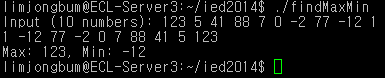 limjongbum@ECL-Server3:~/ied2014$ ./findMaxMin
Input (10 numbers): 123 5 41 88 7 0 -2 77 -12 1
1 -12 77 -2 0 7 88 41 5 123
Max: 123, Min: -12
limjongbum@ECL-Server3:~/ied2014$